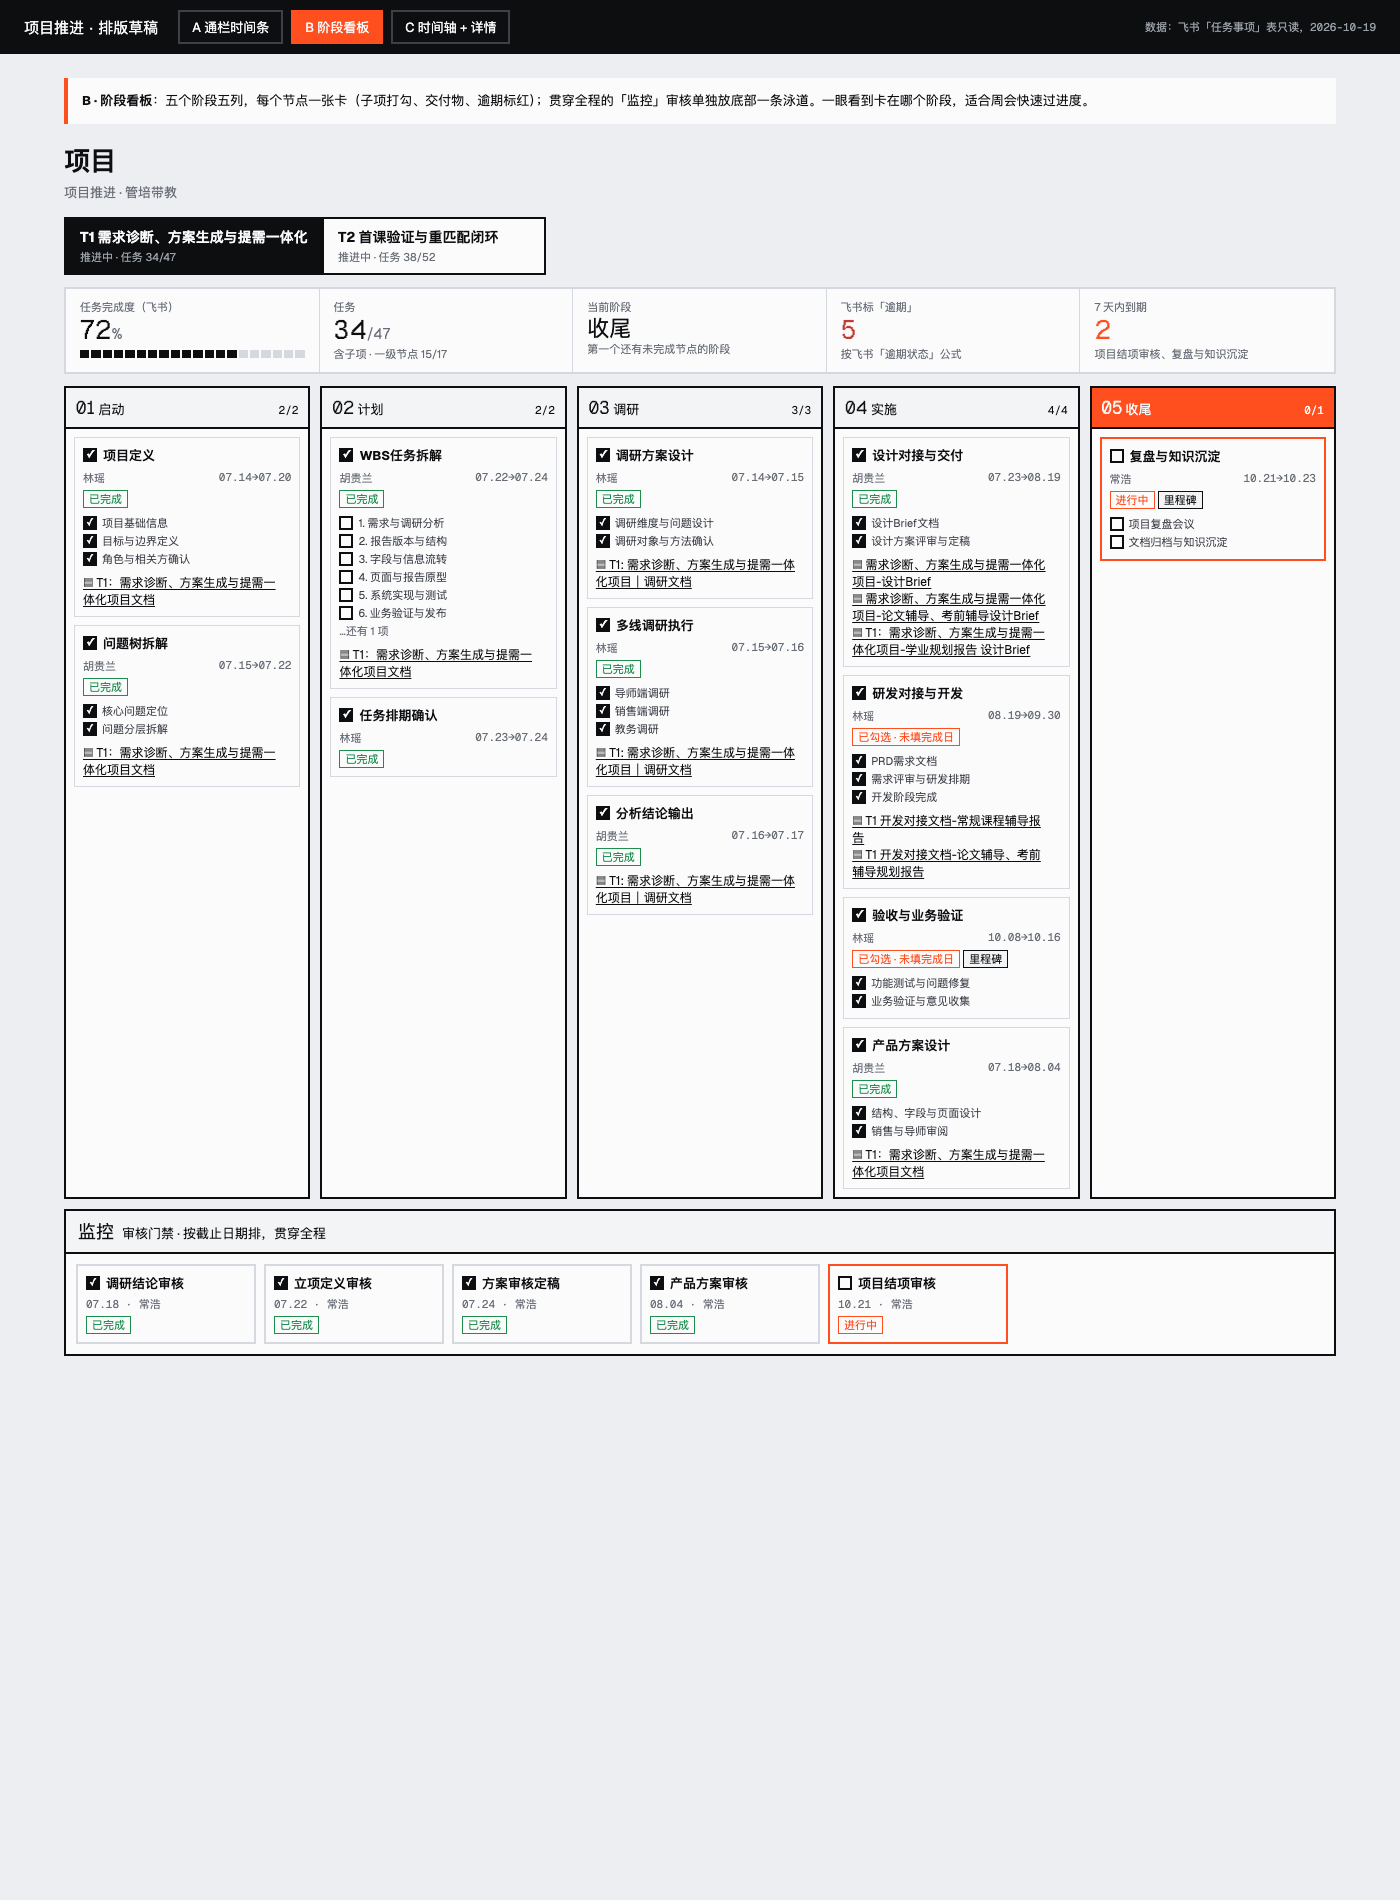 项目推进 · 排版草稿
A 通栏时间条
B 阶段看板
C 时间轴 + 详情
数据：飞书「任务事项」表只读，2026-10-19
B · 阶段看板：五个阶段五列，每个节点一张卡（子项打勾、交付物、逾期标红）；贯穿全程的「监控」审核单独放底部一条泳道。一眼看到卡在哪个阶段，适合周会快速过进度。
项目
项目推进 · 管培带教
T1 需求诊断、方案生成与提需一体化
推进中 · 任务 34/47
T2 首课验证与重匹配闭环
推进中 · 任务 38/52
任务完成度（飞书）
72%
任务
34/47
含子项 · 一级节点 15/17
当前阶段
收尾
第一个还有未完成节点的阶段
飞书标「逾期」
5
按飞书「逾期状态」公式
7 天内到期
2
项目结项审核、复盘与知识沉淀
01 启动 2/2
项目定义
林瑶 07.14→07.20
已完成
项目基础信息
目标与边界定义
角色与相关方确认
▤ T1：需求诊断、方案生成与提需一
体化项目文档
问题树拆解
胡贵兰 07.15→07.22
已完成
核心问题定位
问题分层拆解
▤ T1：需求诊断、方案生成与提需一
体化项目文档
02 计划 2/2
WBS任务拆解
胡贵兰 07.22→07.24
已完成
1. 需求与调研分析
2. 报告版本与结构
3. 字段与信息流转
4. 页面与报告原型
5. 系统实现与测试
6. 业务验证与发布
…还有 1 项
▤ T1：需求诊断、方案生成与提需一
体化项目文档
任务排期确认
林瑶 07.23→07.24
已完成
03 调研 3/3
调研方案设计
林瑶 07.14→07.15
已完成
调研维度与问题设计
调研对象与方法确认
▤ T1: 需求诊断、方案生成与提需一体
化项目｜调研文档
多线调研执行
林瑶 07.15→07.16
已完成
导师端调研
销售端调研
教务调研
▤ T1: 需求诊断、方案生成与提需一体
化项目｜调研文档
分析结论输出
胡贵兰 07.16→07.17
已完成
▤ T1: 需求诊断、方案生成与提需一体
化项目｜调研文档
04 实施 4/4
设计对接与交付
胡贵兰 07.23→08.19
已完成
设计Brief文档
设计方案评审与定稿
▤ 需求诊断、方案生成与提需一体化
项目-设计Brief
▤ 需求诊断、方案生成与提需一体化
项目-论文辅导、考前辅导设计Brief
▤ T1：需求诊断、方案生成与提需一
体化项目-学业规划报告 设计Brief
研发对接与开发
林瑶 08.19→09.30
已勾选 · 未填完成日
PRD需求文档
需求评审与研发排期
开发阶段完成
▤ T1 开发对接文档-常规课程辅导报
告
▤ T1 开发对接文档-论文辅导、考前
辅导规划报告
验收与业务验证
林瑶 10.08→10.16
已勾选 · 未填完成日 里程碑
功能测试与问题修复
业务验证与意见收集
产品方案设计
胡贵兰 07.18→08.04
已完成
结构、字段与页面设计
销售与导师审阅
▤ T1：需求诊断、方案生成与提需一
体化项目文档
05 收尾 0/1
复盘与知识沉淀
常浩 10.21→10.23
进行中 里程碑
项目复盘会议
文档归档与知识沉淀
监控 审核门禁 · 按截止日期排，贯穿全程
调研结论审核
07.18 · 常浩
已完成
立项定义审核
07.22 · 常浩
已完成
方案审核定稿
07.24 · 常浩
已完成
产品方案审核
08.04 · 常浩
已完成
项目结项审核
10.21 · 常浩
进行中